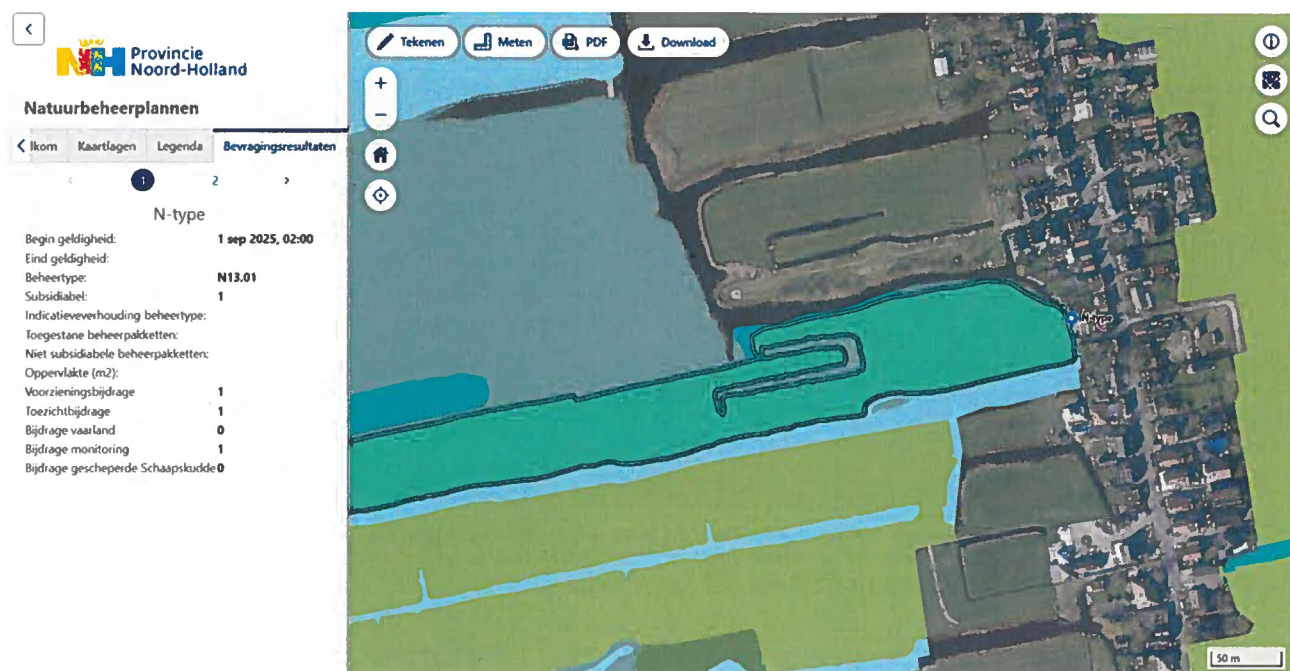 Provincie
Noord-Holland
Natuurbeheerplannen
lkom Kaartlagen Legenda Bevragingsresultaten
1 2
N-type
Begin geldigheid: 1 sep 2025, 02:00
Eind geldigheid:
Beheertype: N13.01
Subsidiabel: 1
Indicatieveverhouding beheertype:
Toegestane beheerpakketten:
Niet subsidiabele beheerpakketten:
Oppervlakte (m2):
Voorzieningsbijdrage 1
Toezichtbijdrage 1
Bijdrage vaarland 0
Bijdrage monitoring 1
Bijdrage gescheperde Schaapskudde 0
Tekenen Meten PDF Download
N-type
50 m